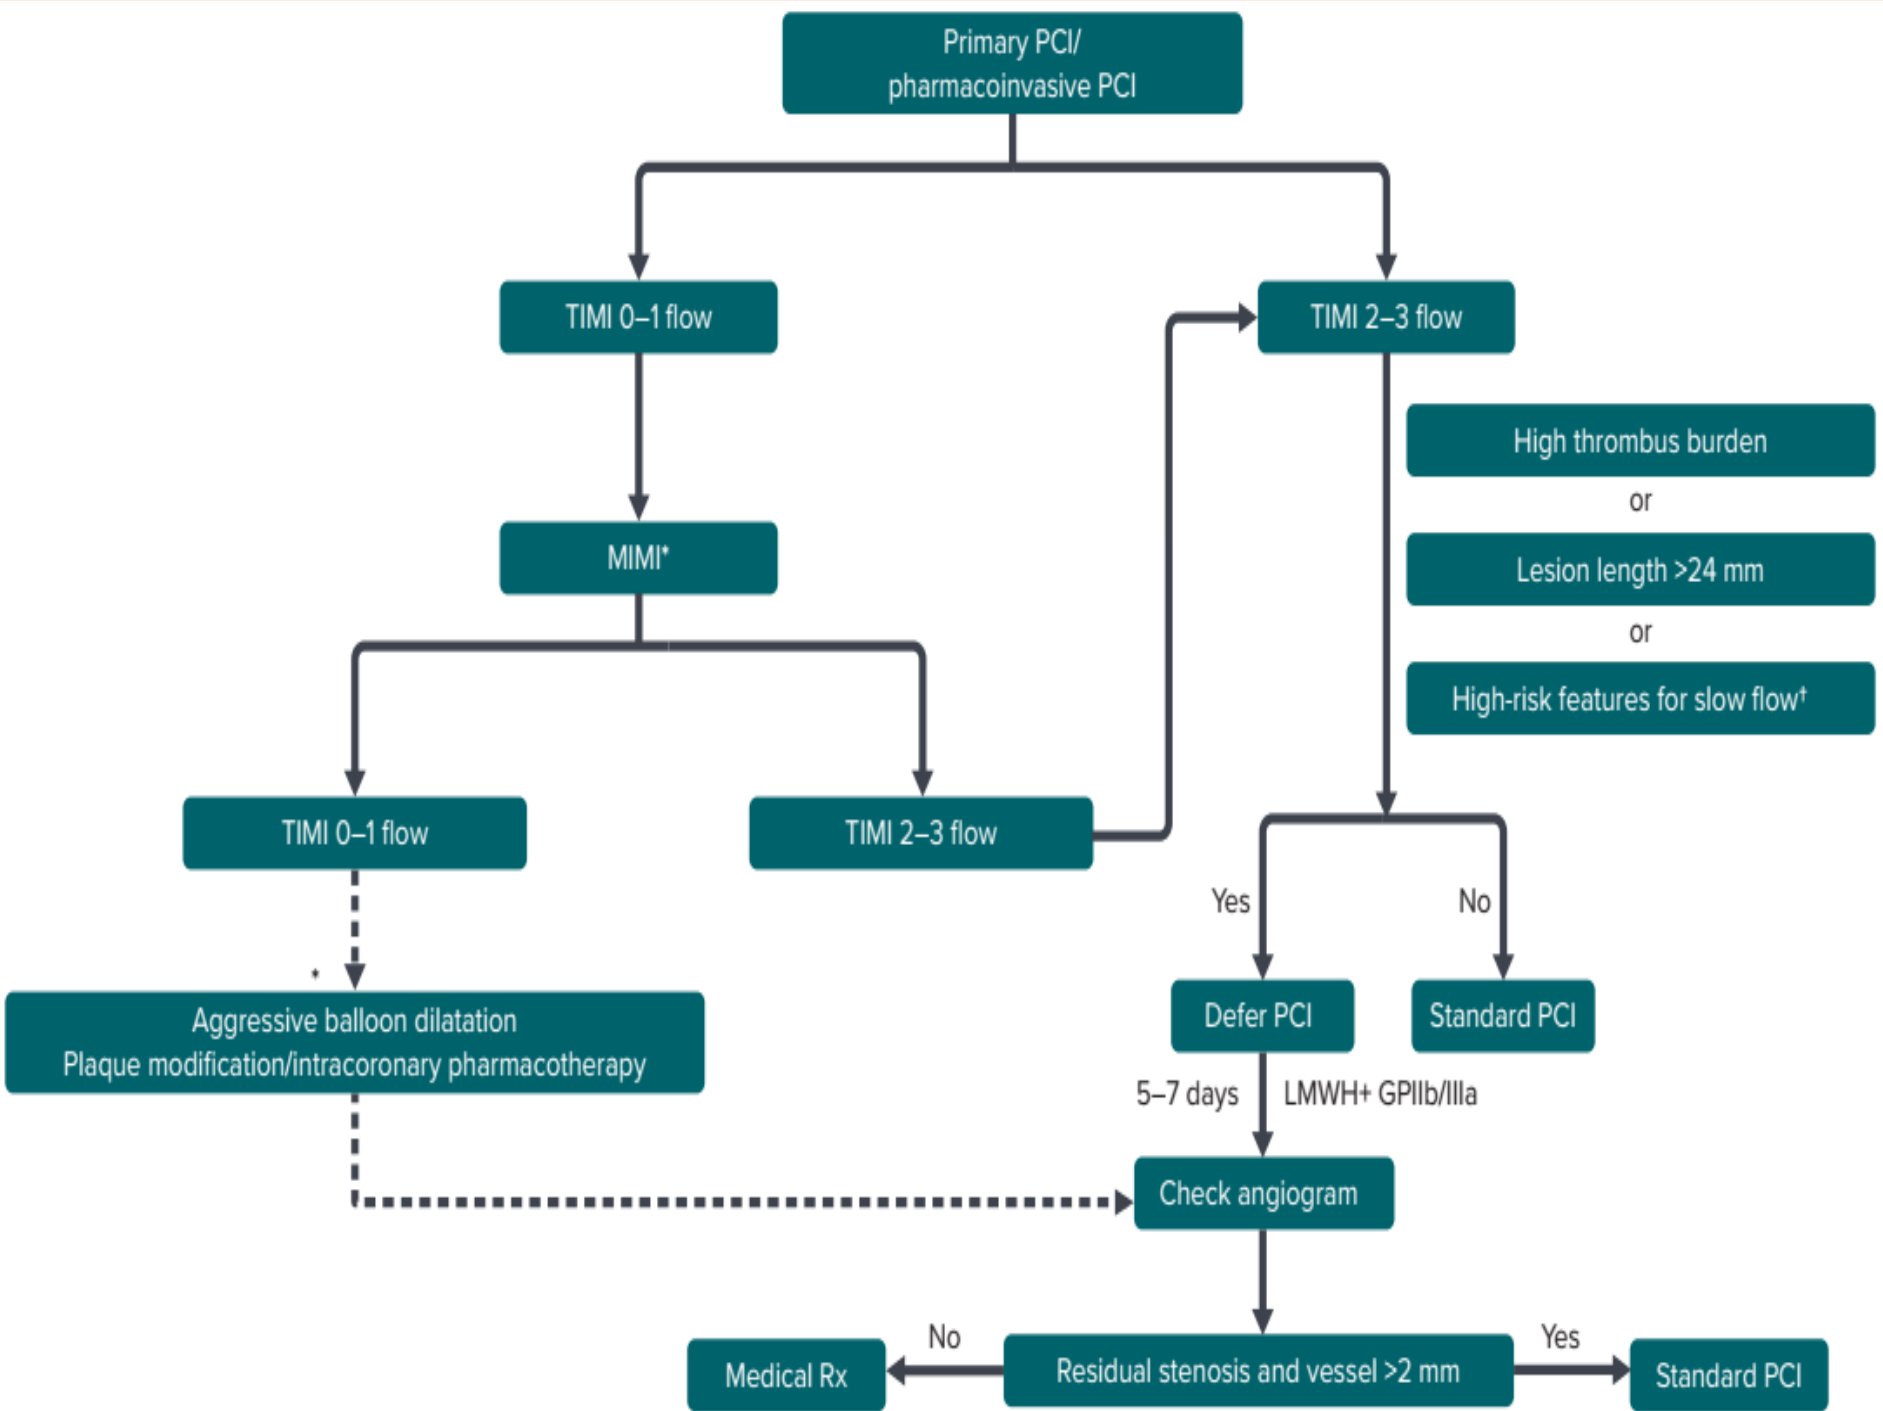 Primary PCI/
pharmacoinvasive PCI
TIMI 0–1 flow
TIMI 2–3 flow
High thrombus burden
or
Lesion length >24 mm
or
High-risk features for slow flow†
MIMI*
TIMI 0–1 flow
TIMI 2–3 flow
Yes
No
*
Aggressive balloon dilatation
Plaque modification/intracoronary pharmacotherapy
Defer PCI
Standard PCI
5–7 days
LMWH+ GPIIb/IIIa
Check angiogram
No
Yes
Medical Rx
Residual stenosis and vessel >2 mm
Standard PCI